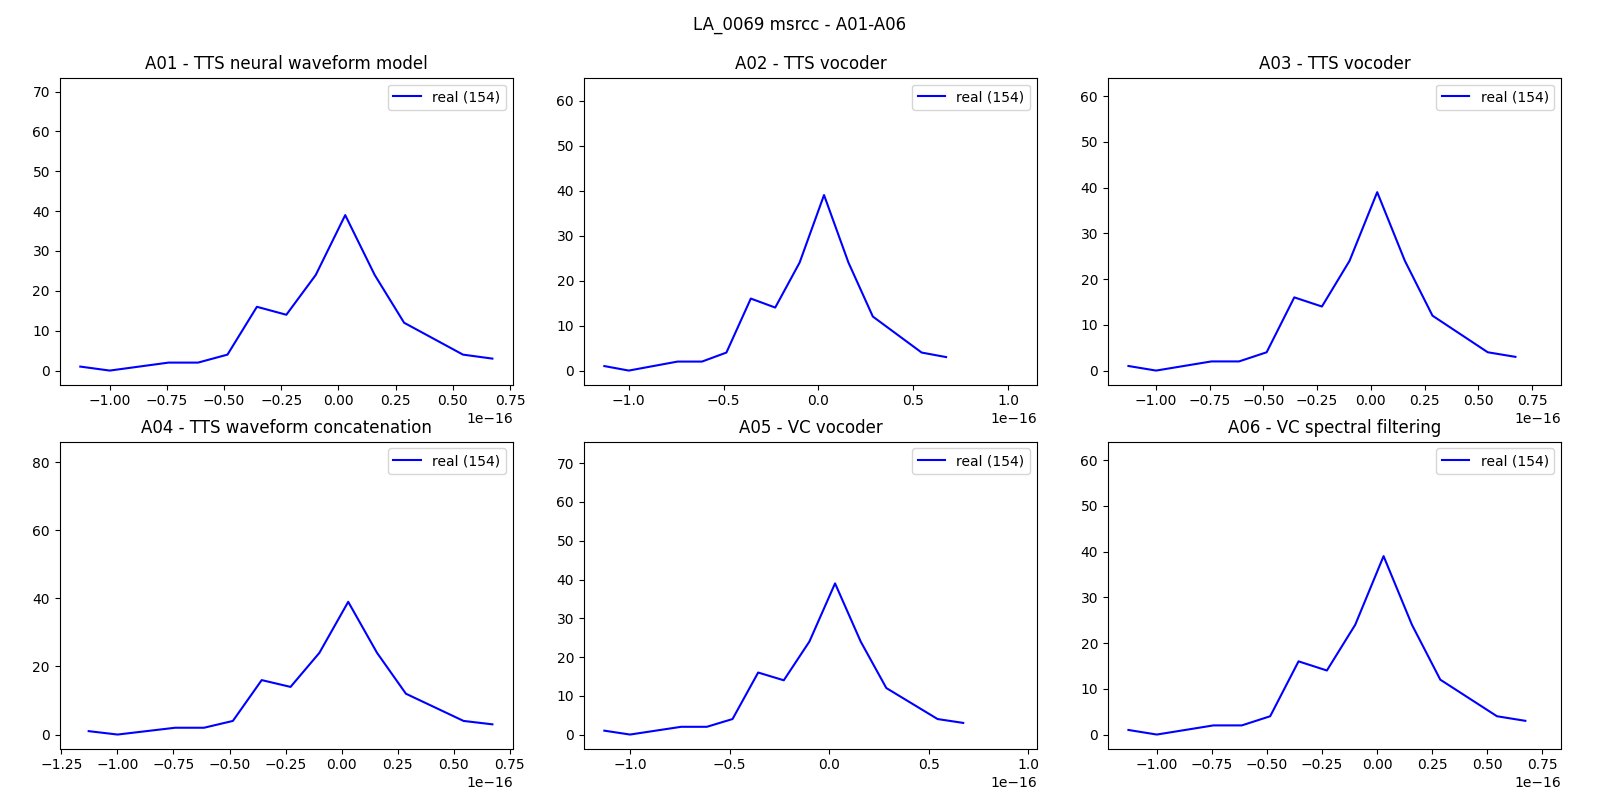 LA_0069 msrcc - A01-A06
A01 - TTS neural waveform model
real (154)
70
60
50
40
30
20
10
0
−1.00 −0.75 −0.50 −0.25 0.00 0.25 0.50 0.75
1e−16
A02 - TTS vocoder
real (154)
60
50
40
30
20
10
0
−1.0 −0.5 0.0 0.5 1.0
1e−16
A03 - TTS vocoder
real (154)
60
50
40
30
20
10
0
−1.00 −0.75 −0.50 −0.25 0.00 0.25 0.50 0.75
1e−16
A04 - TTS waveform concatenation
real (154)
80
60
40
20
0
−1.25 −1.00 −0.75 −0.50 −0.25 0.00 0.25 0.50 0.75
1e−16
A05 - VC vocoder
real (154)
70
60
50
40
30
20
10
0
−1.0 −0.5 0.0 0.5 1.0
1e−16
A06 - VC spectral filtering
real (154)
60
50
40
30
20
10
0
−1.00 −0.75 −0.50 −0.25 0.00 0.25 0.50 0.75
1e−16